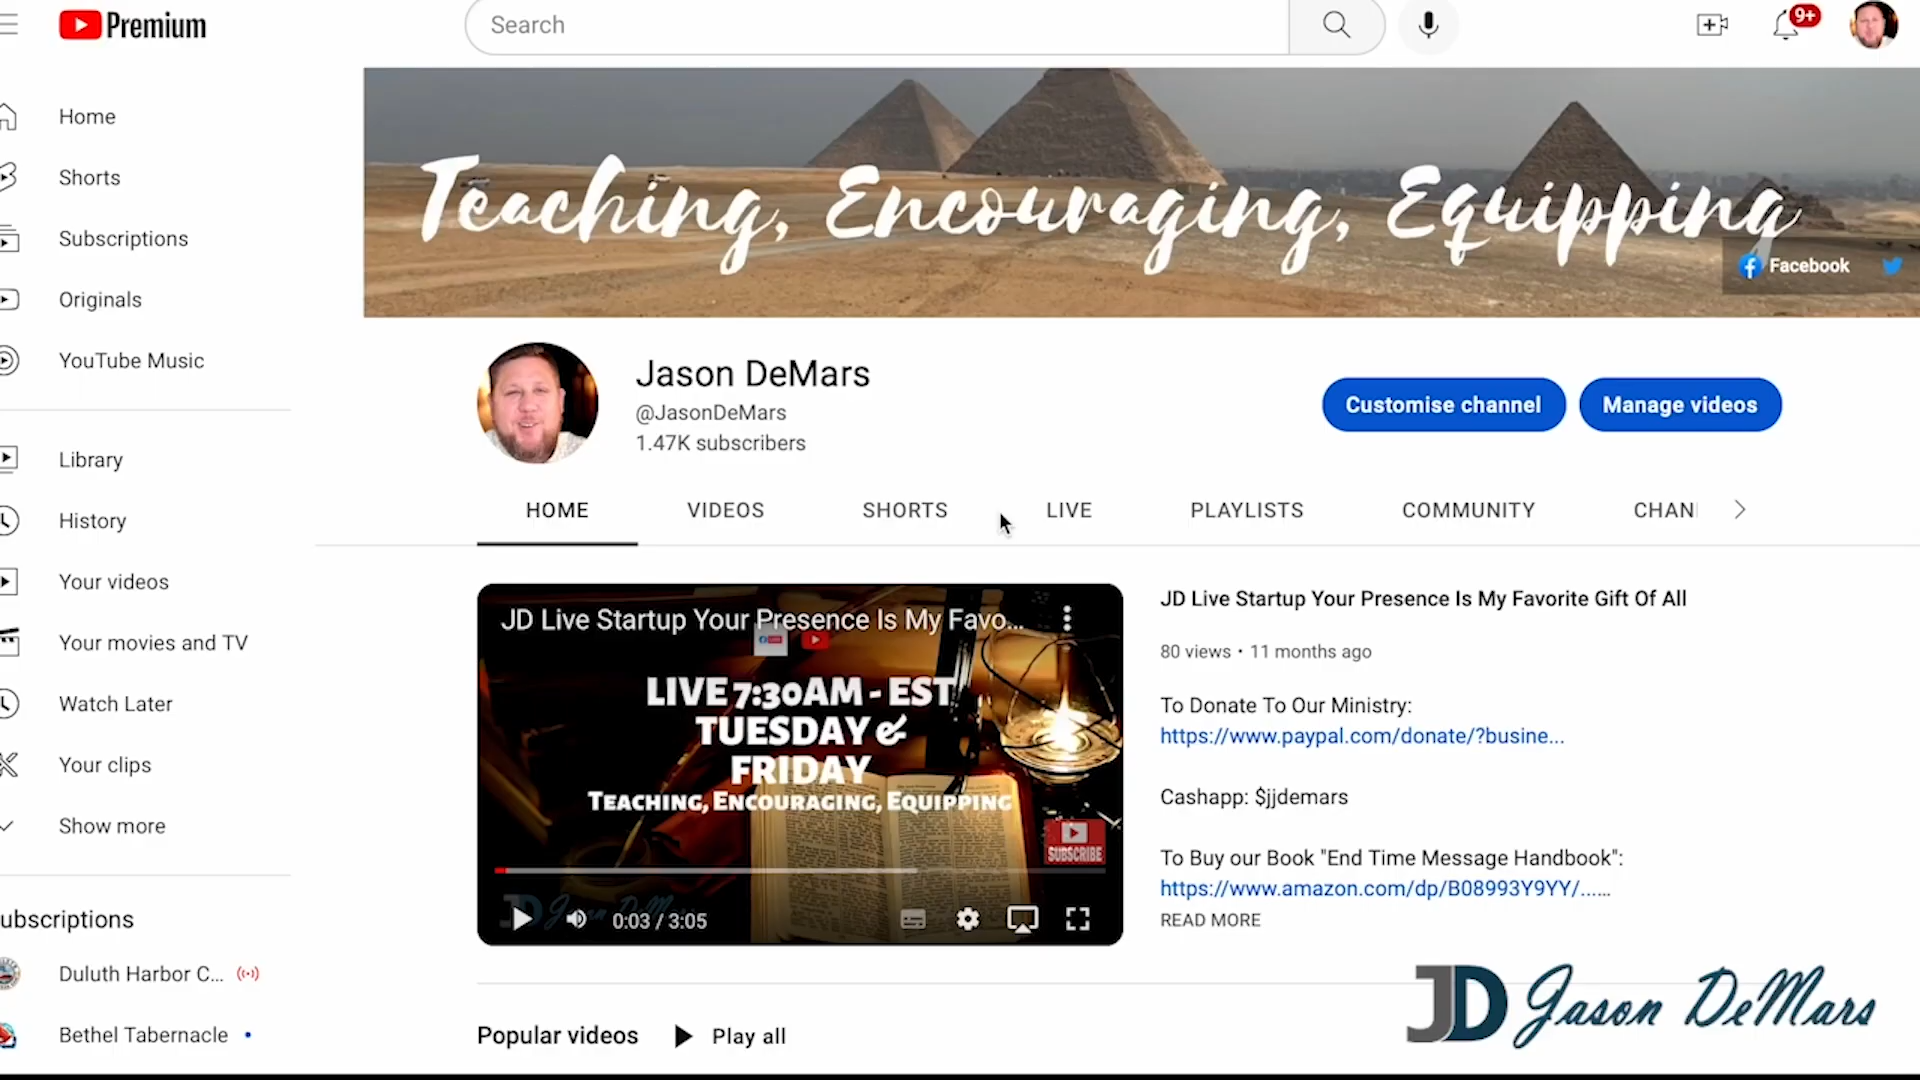 Premium
Search
9+
Home
Shorts
Subscriptions
Originals
YouTube Music
Library
History
Your videos
Your movies and TV
Watch Later
Your clips
Show more
ubscriptions
Duluth Harbor C...
Bethel Tabernacle
Teaching, Encouraging, Equipping
Facebook
Jason DeMars
@JasonDeMars
1.47K subscribers
Customise channel
Manage videos
HOME VIDEOS SHORTS LIVE PLAYLISTS COMMUNITY CHAN
JD Live Startup Your Presence Is My Favo...
LIVE 7:30AM - EST
TUESDAY &
FRIDAY
TEACHING, ENCOURAGING, EQUIPPING
SUBSCRIBE
0:03 / 3:05
JD Live Startup Your Presence Is My Favorite Gift Of All
80 views • 11 months ago
To Donate To Our Ministry:
https://www.paypal.com/donate/?busine...
Cashapp: $jjdemars
To Buy our Book "End Time Message Handbook":
https://www.amazon.com/dp/B08993Y9YY/......
READ MORE
Popular videos
Play all
JD Jason DeMars